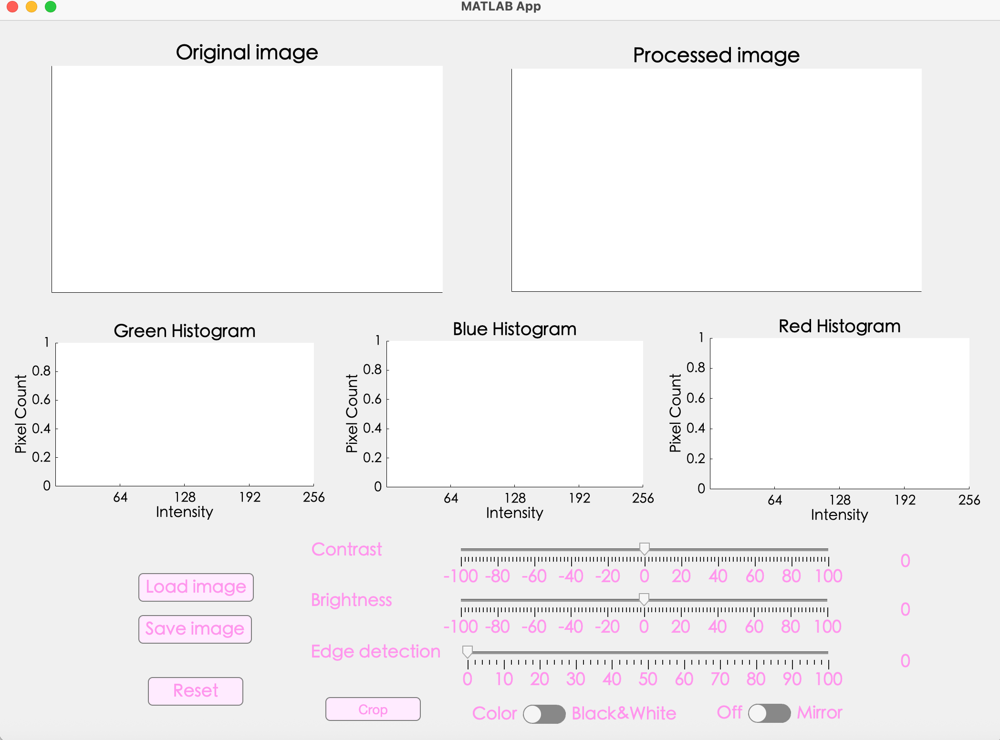 MATLAB App
Original image
Processed image
Green Histogram
1
0.8
0.6
0.4
0.2
0
Pixel Count
64 128 192 256
Intensity
Blue Histogram
1
0.8
0.6
0.4
0.2
0
Pixel Count
64 128 192 256
Intensity
Red Histogram
1
0.8
0.6
0.4
0.2
0
Pixel Count
64 128 192 256
Intensity
Load image
Save image
Reset
Contrast
-100 -80 -60 -40 -20 0 20 40 60 80 100
0
Brightness
-100 -80 -60 -40 -20 0 20 40 60 80 100
0
Edge detection
0 10 20 30 40 50 60 70 80 90 100
0
Crop
Color Black&White
Off Mirror